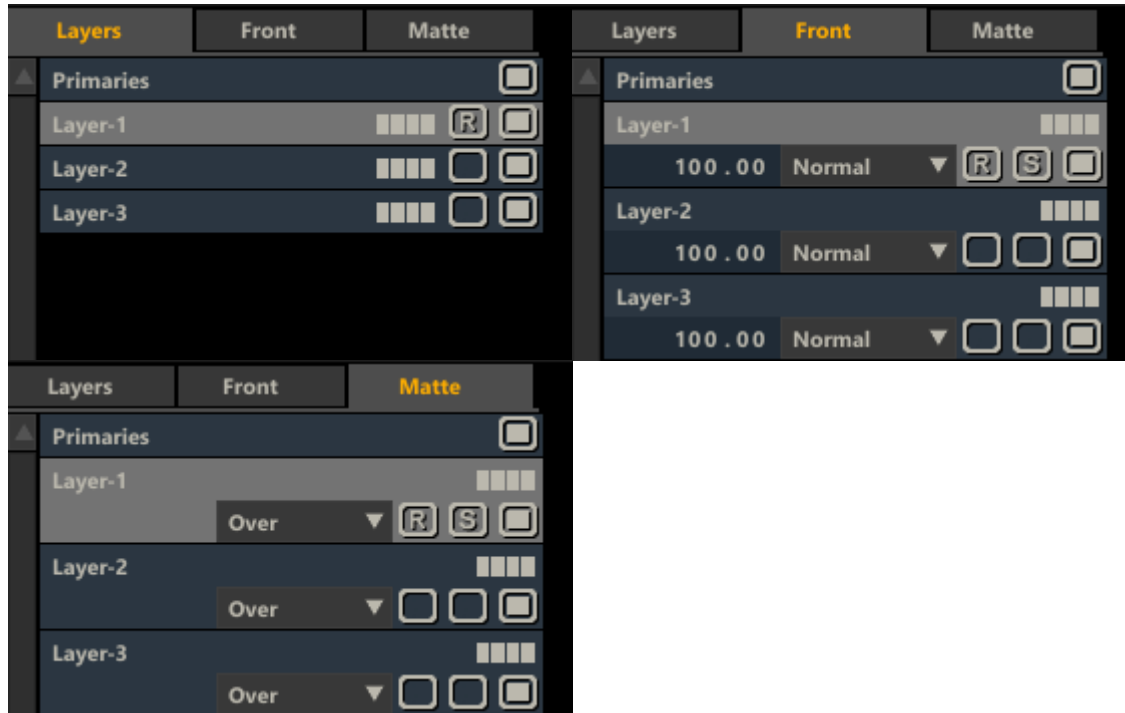 Layers Front Matte
Primaries
Layer-1 R
Layer-2
Layer-3
Layers Front Matte
Primaries
Layer-1
100.00 Normal R S
Layer-2
100.00 Normal
Layer-3
100.00 Normal
Layers Front Matte
Primaries
Layer-1
Over R S
Layer-2
Over
Layer-3
Over